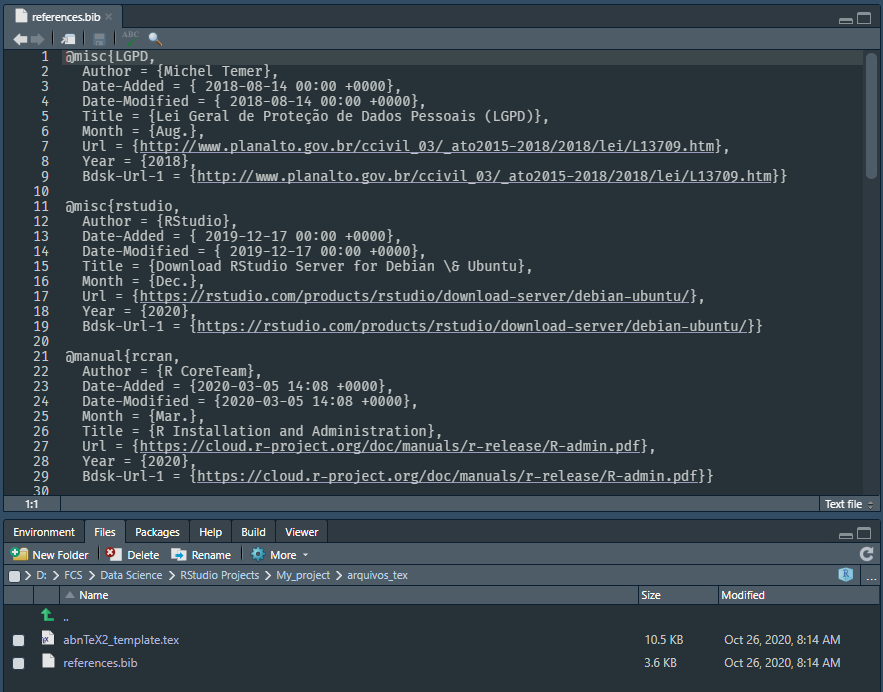 references.bib
ABC
1 @misc{LGPD,
2 Author = {Michel Temer},
3 Date-Added = { 2018-08-14 00:00 +0000},
4 Date-Modified = { 2018-08-14 00:00 +0000},
5 Title = {Lei Geral de Proteção de Dados Pessoais (LGPD)},
6 Month = {Aug.},
7 Url = {http://www.planalto.gov.br/ccivil_03/_ato2015-2018/2018/lei/L13709.htm},
8 Year = {2018},
9 Bdsk-Url-1 = {http://www.planalto.gov.br/ccivil_03/_ato2015-2018/2018/lei/L13709.htm}}
10
11 @misc{rstudio,
12 Author = {RStudio},
13 Date-Added = { 2019-12-17 00:00 +0000},
14 Date-Modified = { 2019-12-17 00:00 +0000},
15 Title = {Download RStudio Server for Debian \& Ubuntu},
16 Month = {Dec.},
17 Url = {https://rstudio.com/products/rstudio/download-server/debian-ubuntu/},
18 Year = {2020},
19 Bdsk-Url-1 = {https://rstudio.com/products/rstudio/download-server/debian-ubuntu/}}
20
21 @manual{rcran,
22 Author = {R CoreTeam},
23 Date-Added = {2020-03-05 14:08 +0000},
24 Date-Modified = {2020-03-05 14:08 +0000},
25 Month = {Mar.},
26 Title = {R Installation and Administration},
27 Url = {https://cloud.r-project.org/doc/manuals/r-release/R-admin.pdf},
28 Year = {2020},
29 Bdsk-Url-1 = {https://cloud.r-project.org/doc/manuals/r-release/R-admin.pdf}}
30
1:1 Text file
Environment Files Packages Help Build Viewer
New Folder Delete Rename More
D: > FCS > Data Science > RStudio Projects > My_project > arquivos_tex R ...
Name Size Modified
..
abnTeX2_template.tex 10.5 KB Oct 26, 2020, 8:14 AM
references.bib 3.6 KB Oct 26, 2020, 8:14 AM